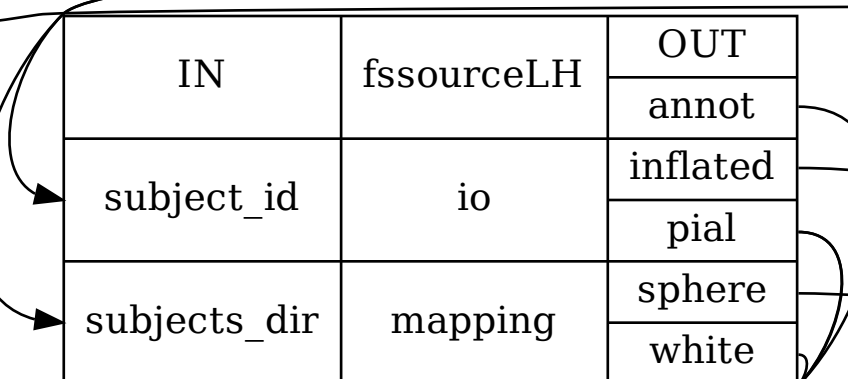 IN
fssourceLH
OUT
annot
subject_id
io
inflated
pial
subjects_dir
mapping
sphere
white